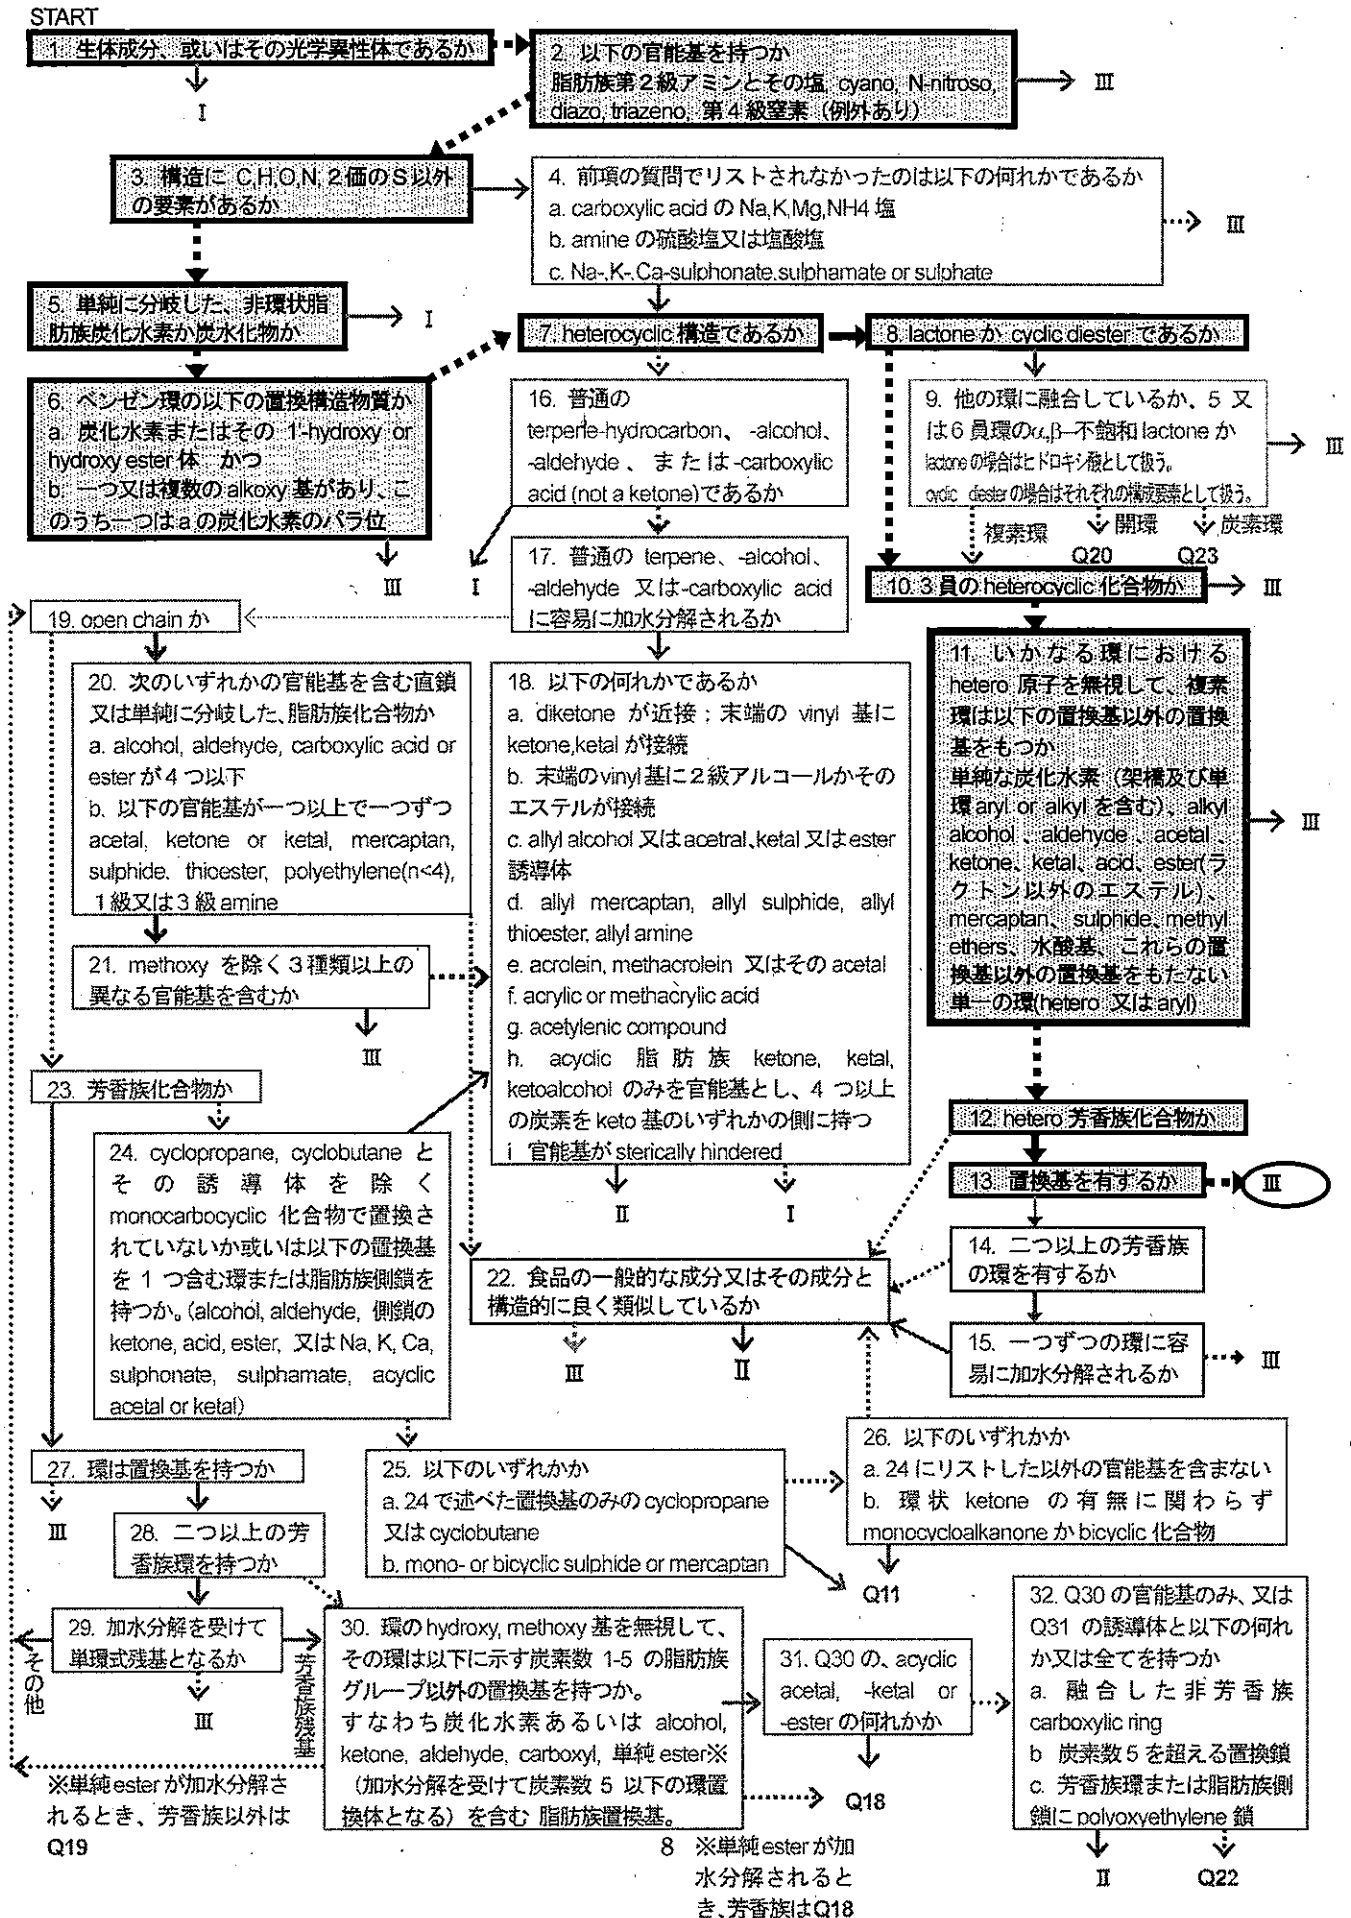 START
1. 生体成分、或いはその光学異性体であるか
I
2. 以下の官能基を持つか
脂肪族第2級アミンとその塩, cyano, N-nitroso,
diazo, triazeno, 第4級窒素 (例外あり)
III
3. 構造に C,H,O,N, 2価のS以外
の要素があるか
4. 前項の質問でリストされなかったのは以下の何れかであるか
a. carboxylic acid の Na,K,Mg,NH4 塩
b. amine の硫酸塩又は塩酸塩
c. Na-,K-,Ca-sulphonate,sulphamate or sulphate
III
5. 単純に分岐した、非環状脂
肪族炭化水素か炭水化物か
I
6. ベンゼン環の以下の置換構造物質か
a. 炭化水素またはその 1'-hydroxy or
hydroxy ester 体 かつ
b. 一つ又は複数の alkoxy 基があり、こ
のうち一つは a の炭化水素のパラ位
III
7. heterocyclic 構造であるか
8. lactone か cyclic diester であるか
9. 他の環に融合しているか、5 又
は 6 員環のα,β-不飽和 lactone か
lactone の場合はヒドロキシ酸として扱う。
cyclic diester の場合はそれぞれの構成要素として扱う。
III
複素環
開環
炭素環
Q20
Q23
10. 3 員の heterocyclic 化合物か
III
11. いかなる環における
hetero 原子を無視して、複素
環は以下の置換基以外の置換
基をもつか
単純な炭化水素 (架橋及び単
環 aryl or alkyl を含む)、alkyl
alcohol、aldehyde、acetal、
ketone、ketal、acid、ester(ラ
クトン以外のエステル)、
mercaptan、sulphide、methyl
ethers、水酸基、これらの置
換基以外の置換基をもたない
単一の環(hetero 又は aryl)
III
12. hetero 芳香族化合物か
13. 置換基を有するか
III
14. 二つ以上の芳香族
の環を有するか
15. 一つずつの環に容
易に加水分解されるか
III
16. 普通の
terpene-hydrocarbon、-alcohol、
-aldehyde、または-carboxylic
acid (not a ketone)であるか
I
17. 普通の terpene、-alcohol、
-aldehyde 又は-carboxylic acid
に容易に加水分解されるか
18. 以下の何れかであるか
a. diketone が近接 ; 末端の vinyl 基に
ketone,ketal が接続
b. 末端のvinyl基に2級アルコールかその
エステルが接続
c. allyl alcohol 又は acetral,ketal 又は ester
誘導体
d. allyl mercaptan, allyl sulphide, allyl
thioester, allyl amine
e. acrolein, methacrolein 又はその acetal
f. acrylic or methacrylic acid
g. acetylenic compound
h. acyclic 脂肪族 ketone, ketal,
ketoalcohol のみを官能基とし、4 つ以上
の炭素を keto 基のいずれかの側に持つ
i 官能基が sterically hindered
II
I
19. open chain か
20. 次のいずれかの官能基を含む直鎖
又は単純に分岐した、脂肪族化合物か
a. alcohol, aldehyde, carboxylic acid or
ester が 4 つ以下
b. 以下の官能基が一つ以上で一つずつ
acetal, ketone or ketal, mercaptan,
sulphide, thioester, polyethylene(n<4),
1級又は3級 amine
21. methoxy を除く 3 種類以上の
異なる官能基を含むか
III
22. 食品の一般的な成分又はその成分と
構造的に良く類似しているか
III
II
23. 芳香族化合物か
24. cyclopropane, cyclobutane と
その誘導体を除く
monocarbocyclic 化合物で置換さ
れていないか或いは以下の置換基
を 1 つ含む環または脂肪族側鎖を
持つか。(alcohol, aldehyde, 側鎖の
ketone, acid, ester, 又は Na, K, Ca,
sulphonate, sulphamate, acyclic
acetal or ketal)
25. 以下のいずれかか
a. 24 で述べた置換基のみの cyclopropane
又は cyclobutane
b. mono- or bicyclic sulphide or mercaptan
Q11
26. 以下のいずれかか
a. 24 にリストした以外の官能基を含まない
b. 環状 ketone の有無に関わらず
monocycloalkanone か bicyclic 化合物
27. 環は置換基を持つか
III
28. 二つ以上の芳
香族環を持つか
29. 加水分解を受けて
単環式残基となるか
その他
III
芳香族残基
30. 環の hydroxy, methoxy 基を無視して、
その環は以下に示す炭素数 1-5 の脂肪族
グループ以外の置換基を持つか。
すなわち炭化水素あるいは alcohol,
ketone, aldehyde, carboxyl, 単純 ester※
(加水分解を受けて炭素数 5 以下の環置
換体となる) を含む 脂肪族置換基。
31. Q30 の、acyclic
acetal, -ketal or
-ester の何れかか
Q18
32. Q30 の官能基のみ、又は
Q31 の誘導体と以下の何れ
か又は全てを持つか
a. 融合した非芳香族
carboxylic ring
b 炭素数 5 を超える置換鎖
c. 芳香族環または脂肪族側
鎖に polyoxyethylene 鎖
II
Q22
※単純 ester が加水分解さ
れるとき、芳香族以外は
Q19
8
※単純 ester が加
水分解されると
き、芳香族は Q18